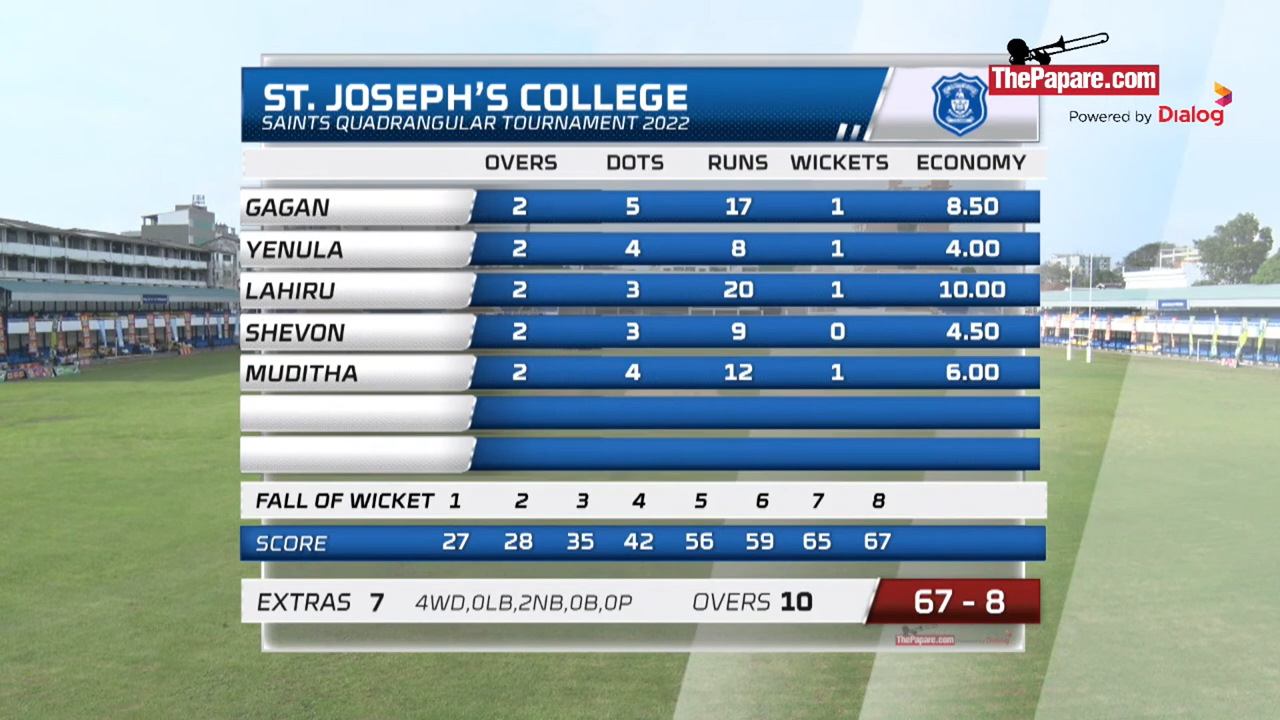 ThePapare.com
Powered by Dialog
ST. JOSEPH'S COLLEGE
SAINTS QUADRANGULAR TOURNAMENT 2022
OVERS DOTS RUNS WICKETS ECONOMY
GAGAN 2 5 17 1 8.50
YENULA 2 4 8 1 4.00
LAHIRU 2 3 20 1 10.00
SHEVON 2 3 9 0 4.50
MUDITHA 2 4 12 1 6.00
FALL OF WICKET 1 2 3 4 5 6 7 8
SCORE 27 28 35 42 56 59 65 67
EXTRAS 7 4WD,0LB,2NB,0B,0P OVERS 10 67 - 8
ThePapare.com